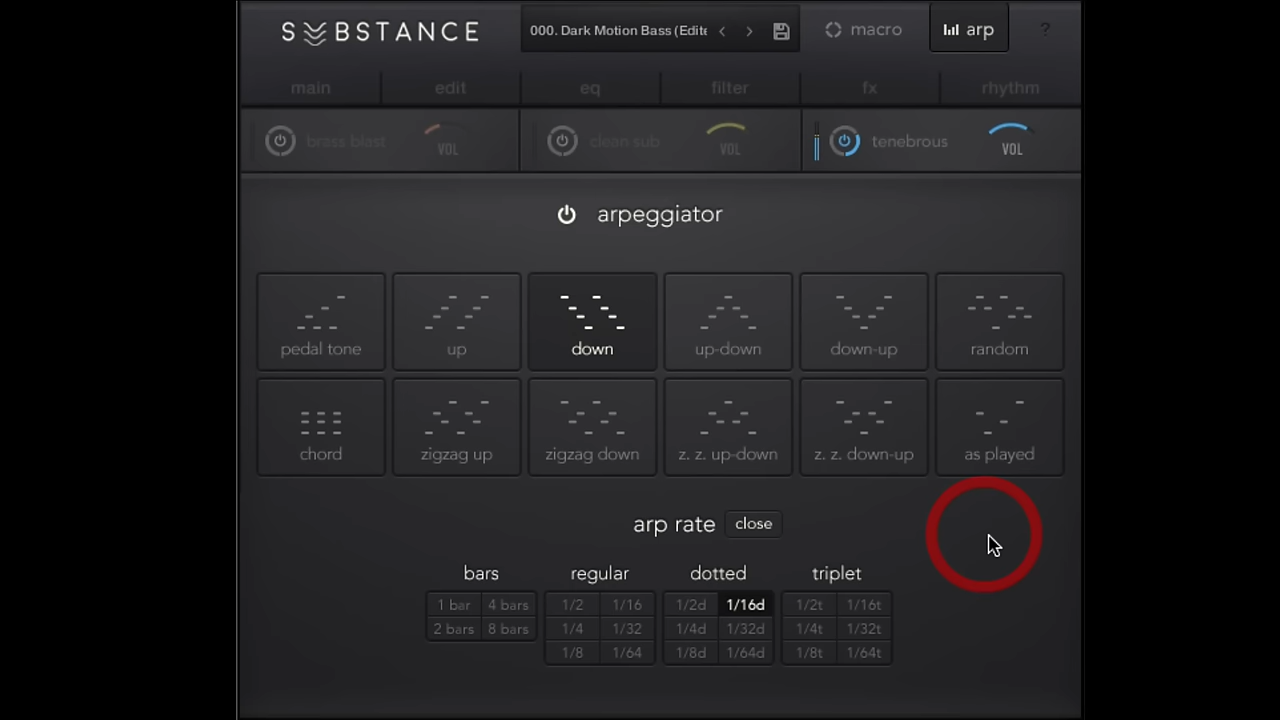 SUBSTANCE
000. Dark Motion Bass (Edite
macro
arp
?
main edit eq filter fx rhythm
brass blast VOL clean sub VOL tenebrous VOL
arpeggiator
pedal tone up down up-down down-up random
chord zigzag up zigzag down z. z. up-down z. z. down-up as played
arp rate close
bars regular dotted triplet
1 bar 4 bars 1/2 1/16 1/2d 1/16d 1/2t 1/16t
2 bars 8 bars 1/4 1/32 1/4d 1/32d 1/4t 1/32t
1/8 1/64 1/8d 1/64d 1/8t 1/64t